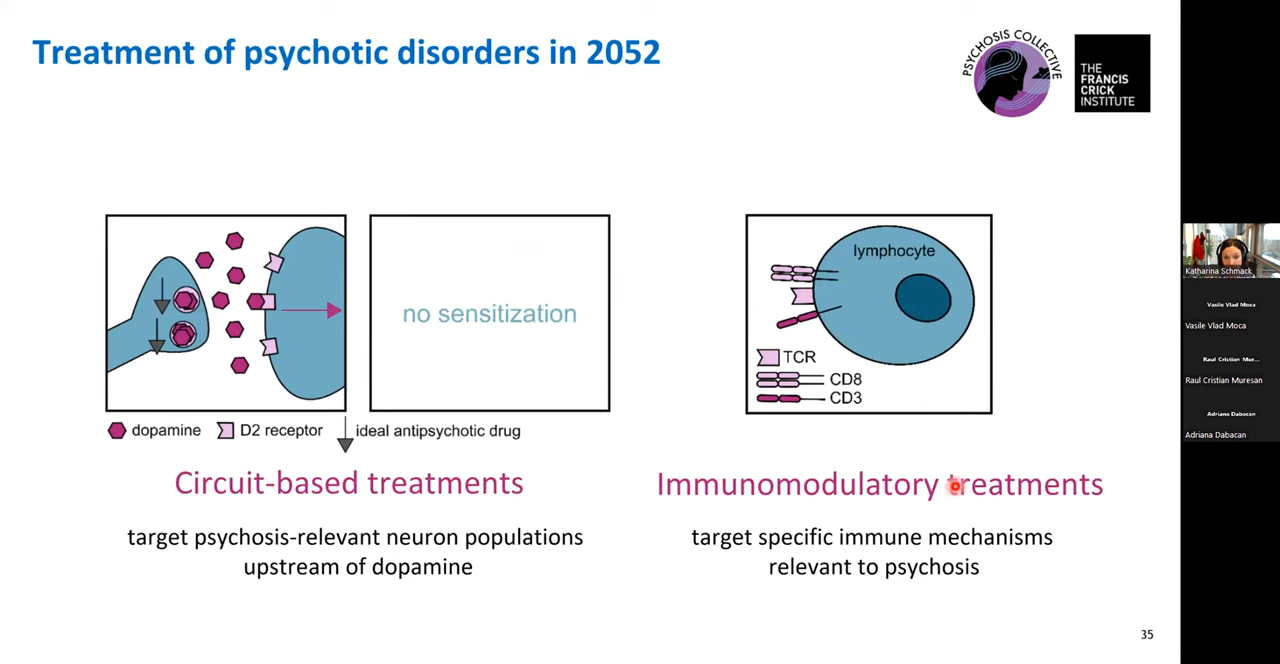 Treatment of psychotic disorders in 2052
PSYCHOSIS COLLECTIVE
THE
FRANCIS
CRICK
INSTITUTE
no sensitization
lymphocyte
TCR
CD8
CD3
dopamine
D2 receptor
ideal antipsychotic drug
Circuit-based treatments
target psychosis-relevant neuron populations
upstream of dopamine
Immunomodulatory treatments
target specific immune mechanisms
relevant to psychosis
35
Katharina Schmack
Vasile Vlad Moca
Vasile Vlad Moca
Raul Cristian Mur...
Raul Cristian Muresan
Adriana Dabacan
Adriana Dabacan